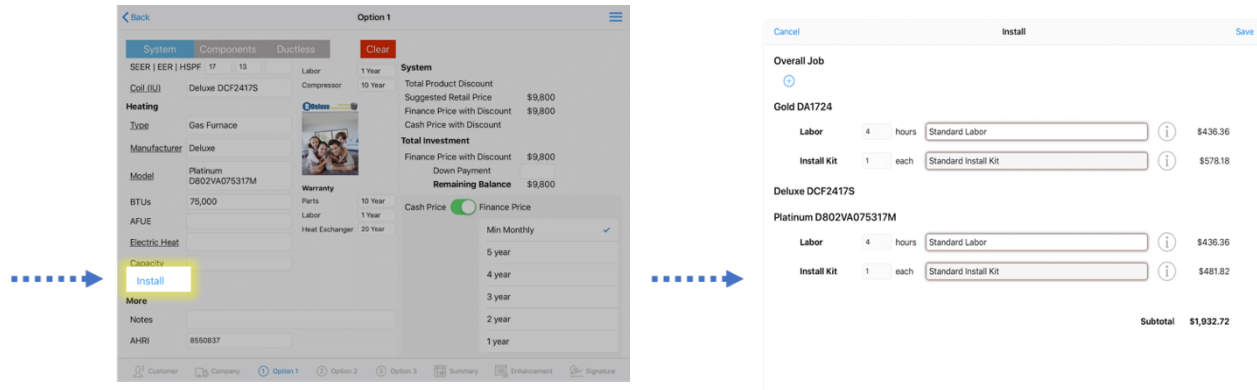 Back
Option 1
System Components Ductless
Clear
SEER | EER | HSPF 17 13
Coil (IU) Deluxe DCF2417S
Heating
Type Gas Furnace
Manufacturer Deluxe
Model Platinum D802VA075317M
BTUs 75,000
AFUE
Electric Heat
Capacity
Install
More
Notes
AHRI 8550837
Labor 1 Year
Compressor 10 Year
Deluxe
Warranty
Parts 10 Year
Labor 1 Year
Heat Exchanger 20 Year
System
Total Product Discount
Suggested Retail Price $9,800
Finance Price with Discount $9,800
Cash Price with Discount
Total Investment
Finance Price with Discount $9,800
Down Payment
Remaining Balance $9,800
Cash Price Finance Price
Min Monthly
5 year
4 year
3 year
2 year
1 year
Customer Company 1 Option 1 2 Option 2 3 Option 3 Summary Enhancement Signature
Cancel Install Save
Overall Job
Gold DA1724
Labor 4 hours Standard Labor i $436.36
Install Kit 1 each Standard Install Kit i $578.18
Deluxe DCF2417S
Platinum D802VA075317M
Labor 4 hours Standard Labor i $436.36
Install Kit 1 each Standard Install Kit i $481.82
Subtotal $1,932.72